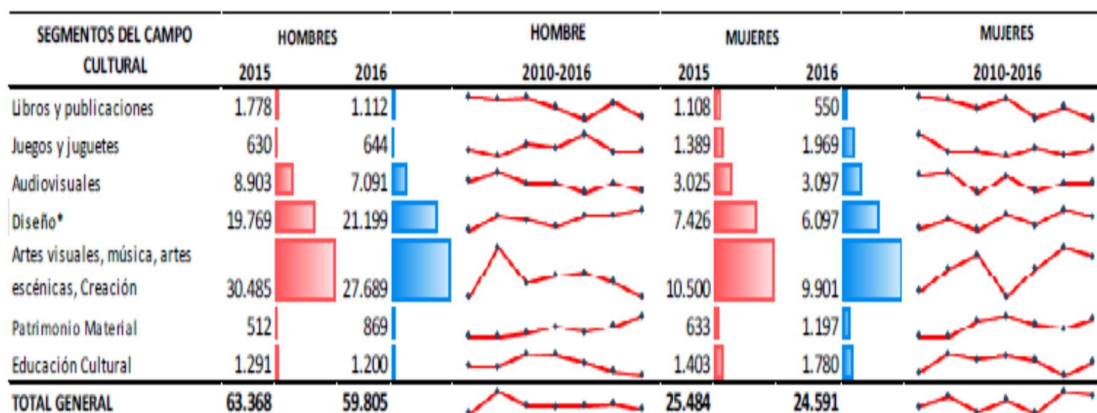 SEGMENTOS DEL CAMPO CULTURAL HOMBRES HOMBRE MUJERES MUJERES
2015 2016 2010-2016 2015 2016 2010-2016
Libros y publicaciones 1.778 1.112 1.108 550
Juegos y juguetes 630 644 1.389 1.969
Audiovisuales 8.903 7.091 3.025 3.097
Diseño* 19.769 21.199 7.426 6.097
Artes visuales, música, artes
escénicas, Creación 30.485 27.689 10.500 9.901
Patrimonio Material 512 869 633 1.197
Educación Cultural 1.291 1.200 1.403 1.780
TOTAL GENERAL 63.368 59.805 25.484 24.591